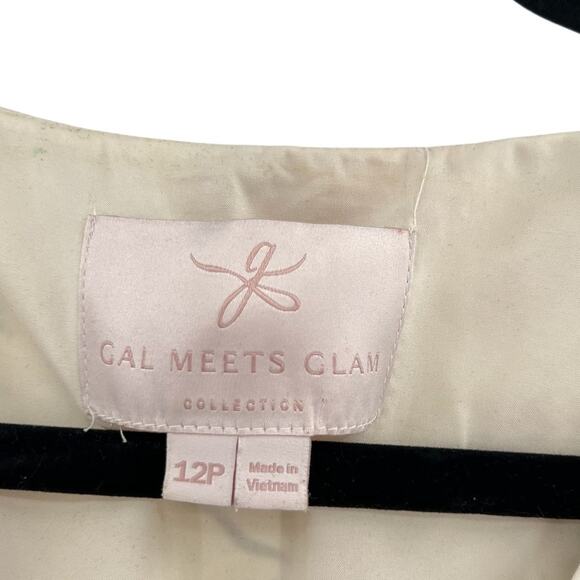 g
GAL MEETS GLAM
COLLECTION
12P
Made in
Vietnam